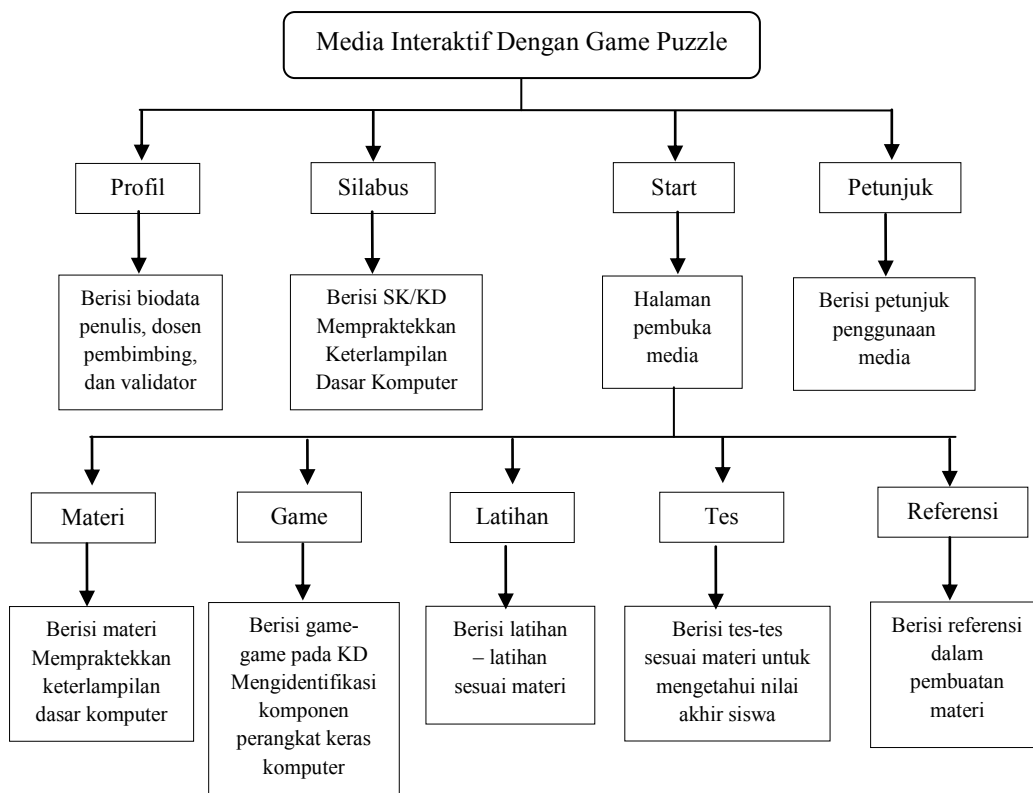 Media Interaktif Dengan Game Puzzle
Profil
Silabus
Start
Petunjuk
Berisi biodata
penulis, dosen
pembimbing,
dan validator
Berisi SK/KD
Mempraktekkan
Keterlampilan
Dasar Komputer
Halaman
pembuka
media
Berisi petunjuk
penggunaan
media
Materi
Game
Latihan
Tes
Referensi
Berisi materi
Mempraktekkan
keterlampilan
dasar komputer
Berisi game-
game pada KD
Mengidentifikasi
komponen
perangkat keras
komputer
Berisi latihan
– latihan
sesuai materi
Berisi tes-tes
sesuai materi untuk
mengetahui nilai
akhir siswa
Berisi referensi
dalam
pembuatan
materi